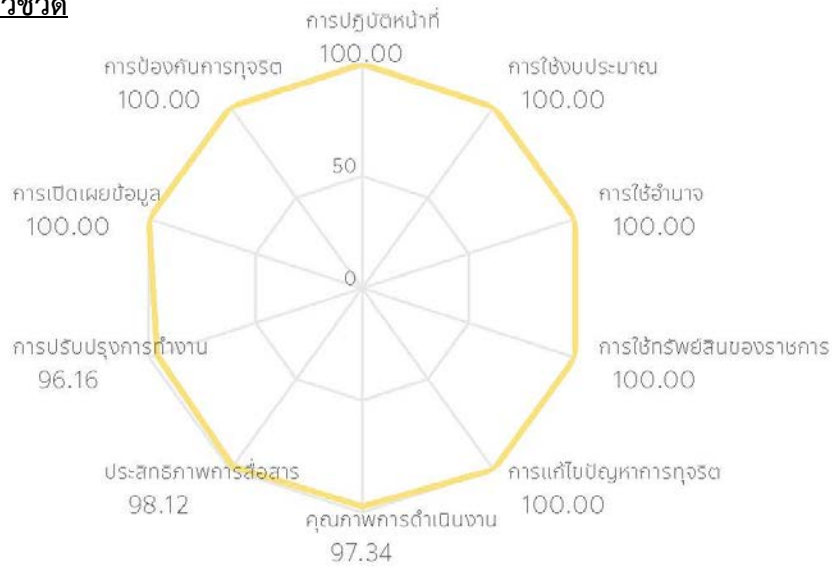 วชี้วัด
การปฏิบัติหน้าที่
100.00
การป้องกันการทุจริต
100.00
การใช้งบประมาณ
100.00
50
การเปิดเผยข้อมูล
100.00
การใช้อำนาจ
100.00
0
การปรับปรุงการทำงาน
96.16
การใช้ทรัพย์สินของราชการ
100.00
ประสิทธิภาพการสื่อสาร
98.12
การแก้ไขปัญหาการทุจริต
100.00
คุณภาพการดำเนินงาน
97.34